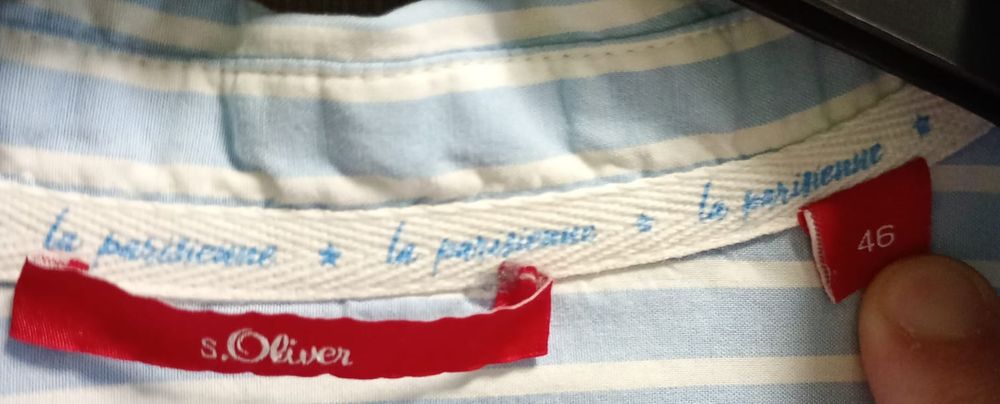 la parisienne ★ la parisienne ★ la parisienne ★
46
s.Oliver